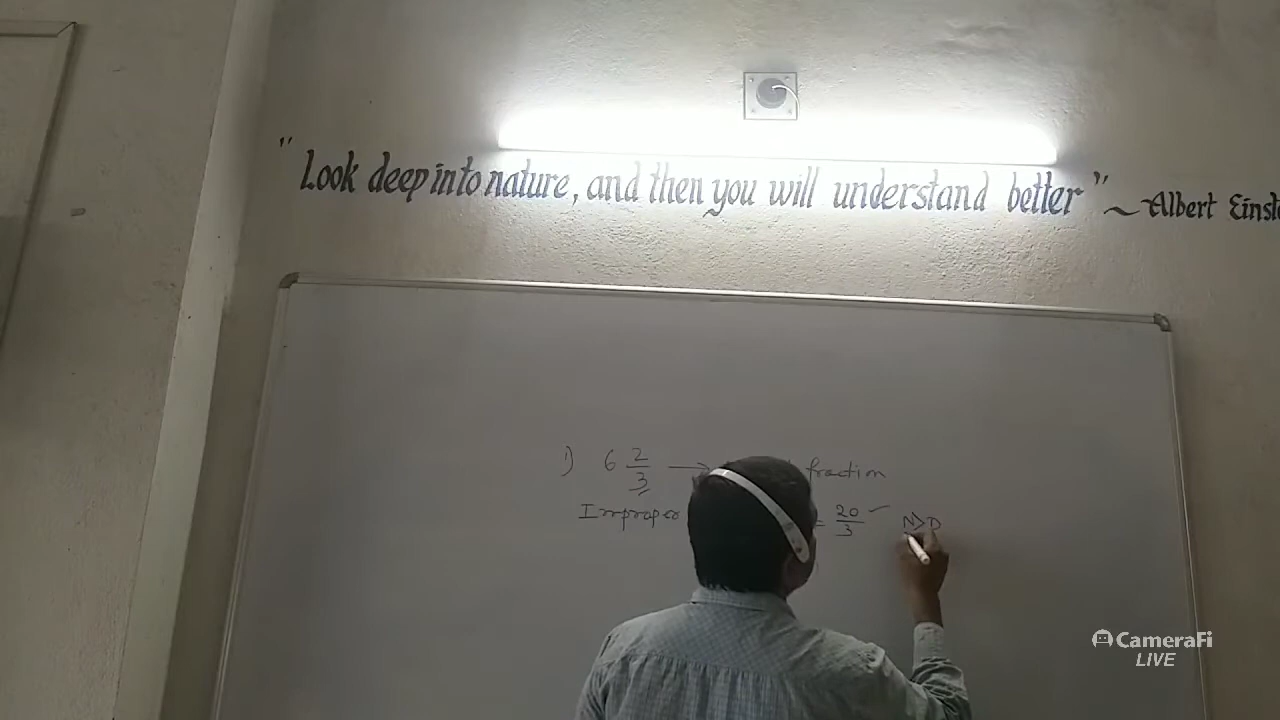 "Look deep into nature, and then you will understand better" ~ Albert Einst
1) 6 2/3 → fraction
Improper = 20/3 ✓ N>D
CameraFi
LIVE